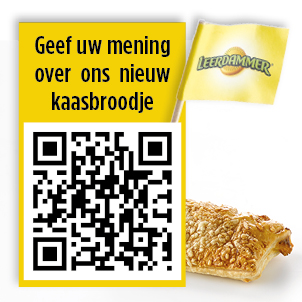 Geef uw mening
over ons nieuw
kaasbroodje
LEERDAMMER